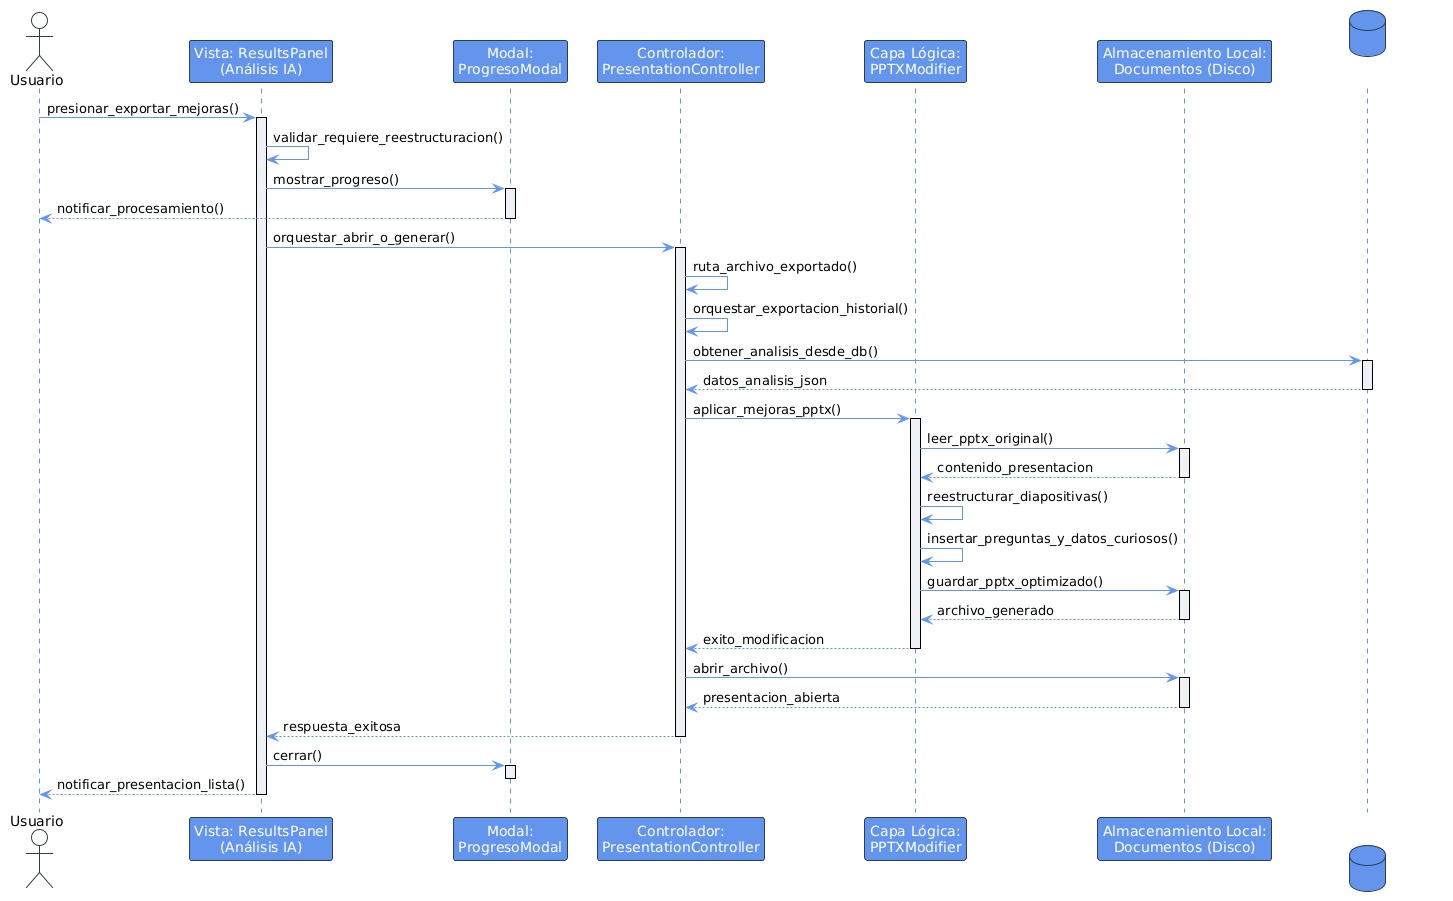 Usuario
Vista: ResultsPanel
(Análisis IA)
Modal:
ProgresoModal
Controlador:
PresentationController
Capa Lógica:
PPTXModifier
Almacenamiento Local:
Documentos (Disco)
presionar_exportar_mejoras()
validar_requiere_reestructuracion()
mostrar_progreso()
notificar_procesamiento()
orquestar_abrir_o_generar()
ruta_archivo_exportado()
orquestar_exportacion_historial()
obtener_analisis_desde_db()
datos_analisis_json
aplicar_mejoras_pptx()
leer_pptx_original()
contenido_presentacion
reestructurar_diapositivas()
insertar_preguntas_y_datos_curiosos()
guardar_pptx_optimizado()
archivo_generado
exito_modificacion
abrir_archivo()
presentacion_abierta
respuesta_exitosa
cerrar()
notificar_presentacion_lista()
Usuario
Vista: ResultsPanel
(Análisis IA)
Modal:
ProgresoModal
Controlador:
PresentationController
Capa Lógica:
PPTXModifier
Almacenamiento Local:
Documentos (Disco)